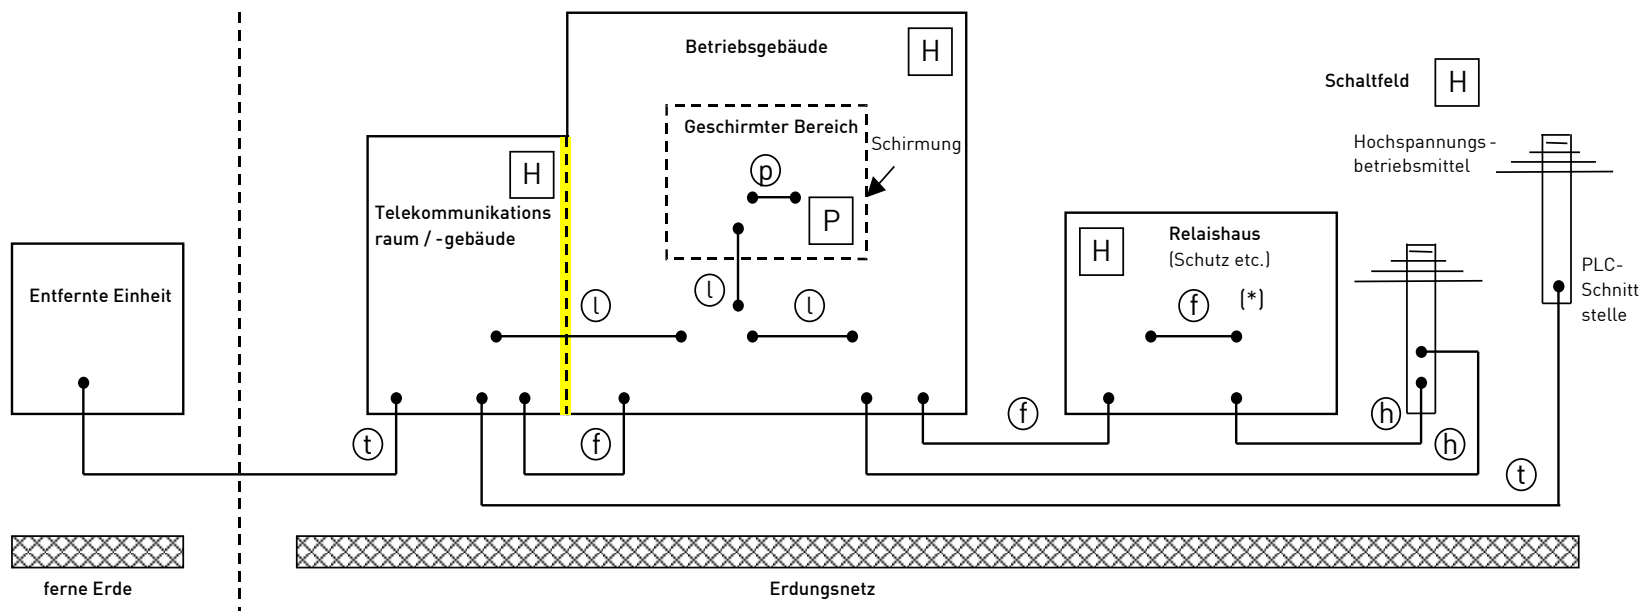 Betriebsgebäude
H
Schaltfeld
H
Geschirmter Bereich
Schirmung
Hochspannungs-
betriebsmittel
p
H
P
Telekommunikations
raum / -gebäude
H
Relaishaus
(Schutz etc.)
PLC-
Schnitt
stelle
Entfernte Einheit
l
l
l
f
(*)
t
f
f
h
h
t
ferne Erde
Erdungsnetz